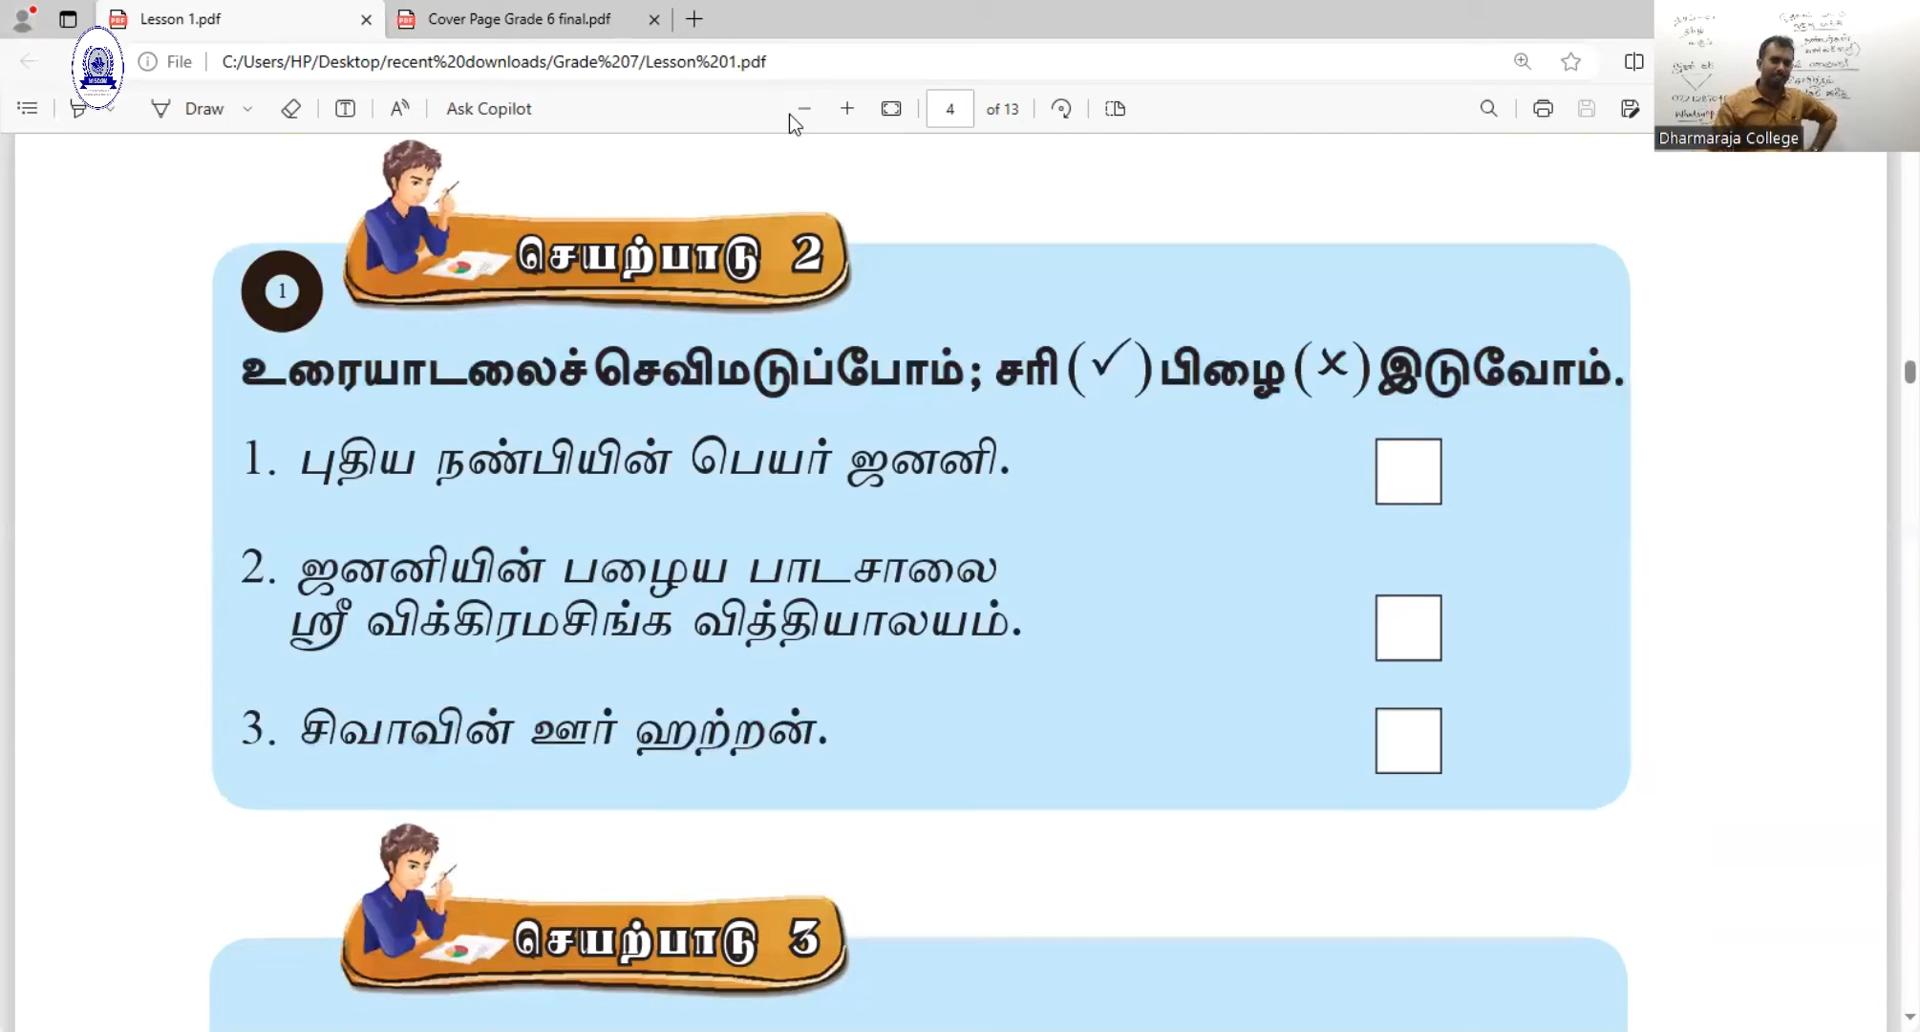 Lesson 1.pdf
Cover Page Grade 6 final.pdf
File
C:/Users/HP/Desktop/recent%20downloads/Grade%207/Lesson%201.pdf
Draw
Ask Copilot
4 of 13
Dharmaraja College
1
செயற்பாடு 2
உரையாடலைச் செவிமடுப்போம்; சரி (✓) பிழை (×) இடுவோம்.
1. புதிய நண்பியின் பெயர் ஜனனி.
2. ஜனனியின் பழைய பாடசாலை
ஸ்ரீ விக்கிரமசிங்க வித்தியாலயம்.
3. சிவாவின் ஊர் ஹற்றன்.
செயற்பாடு 3